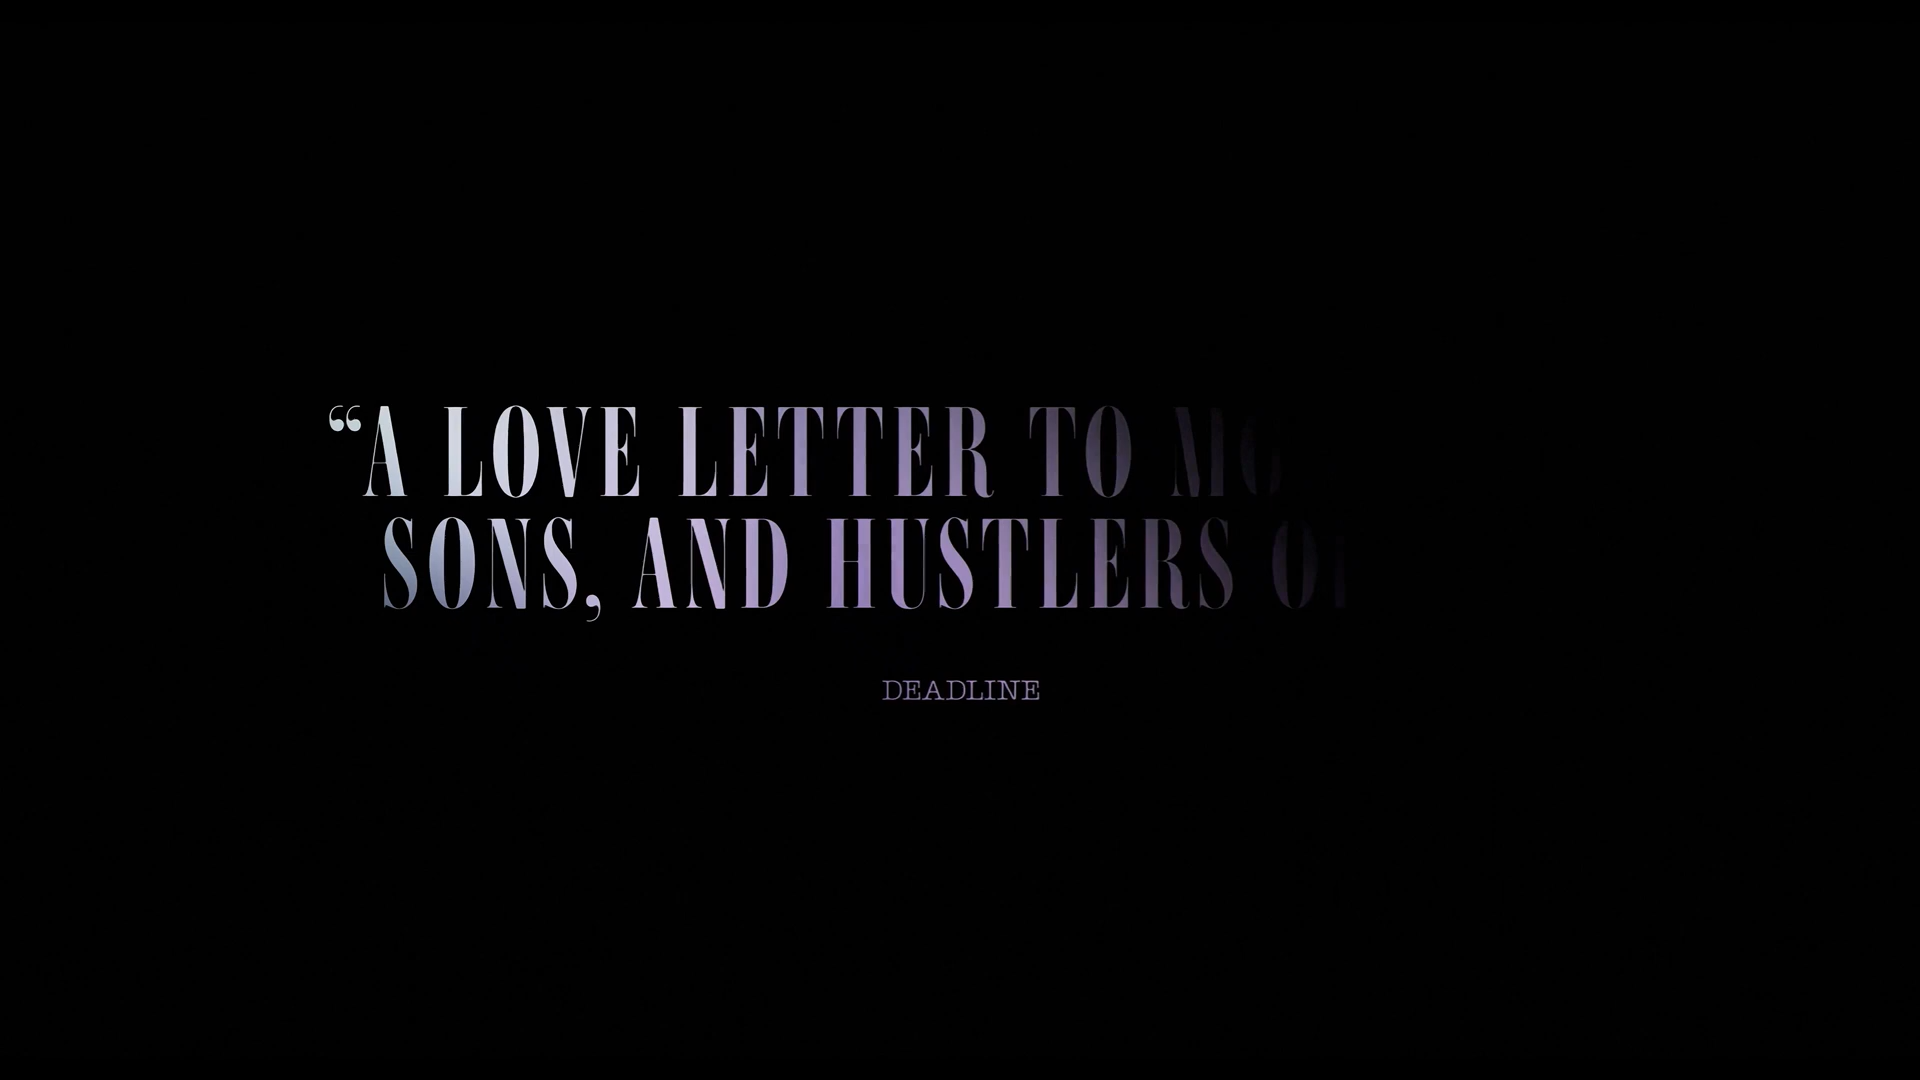 “A LOVE LETTER TO
SONS, AND HUSTLERS
DEADLINE